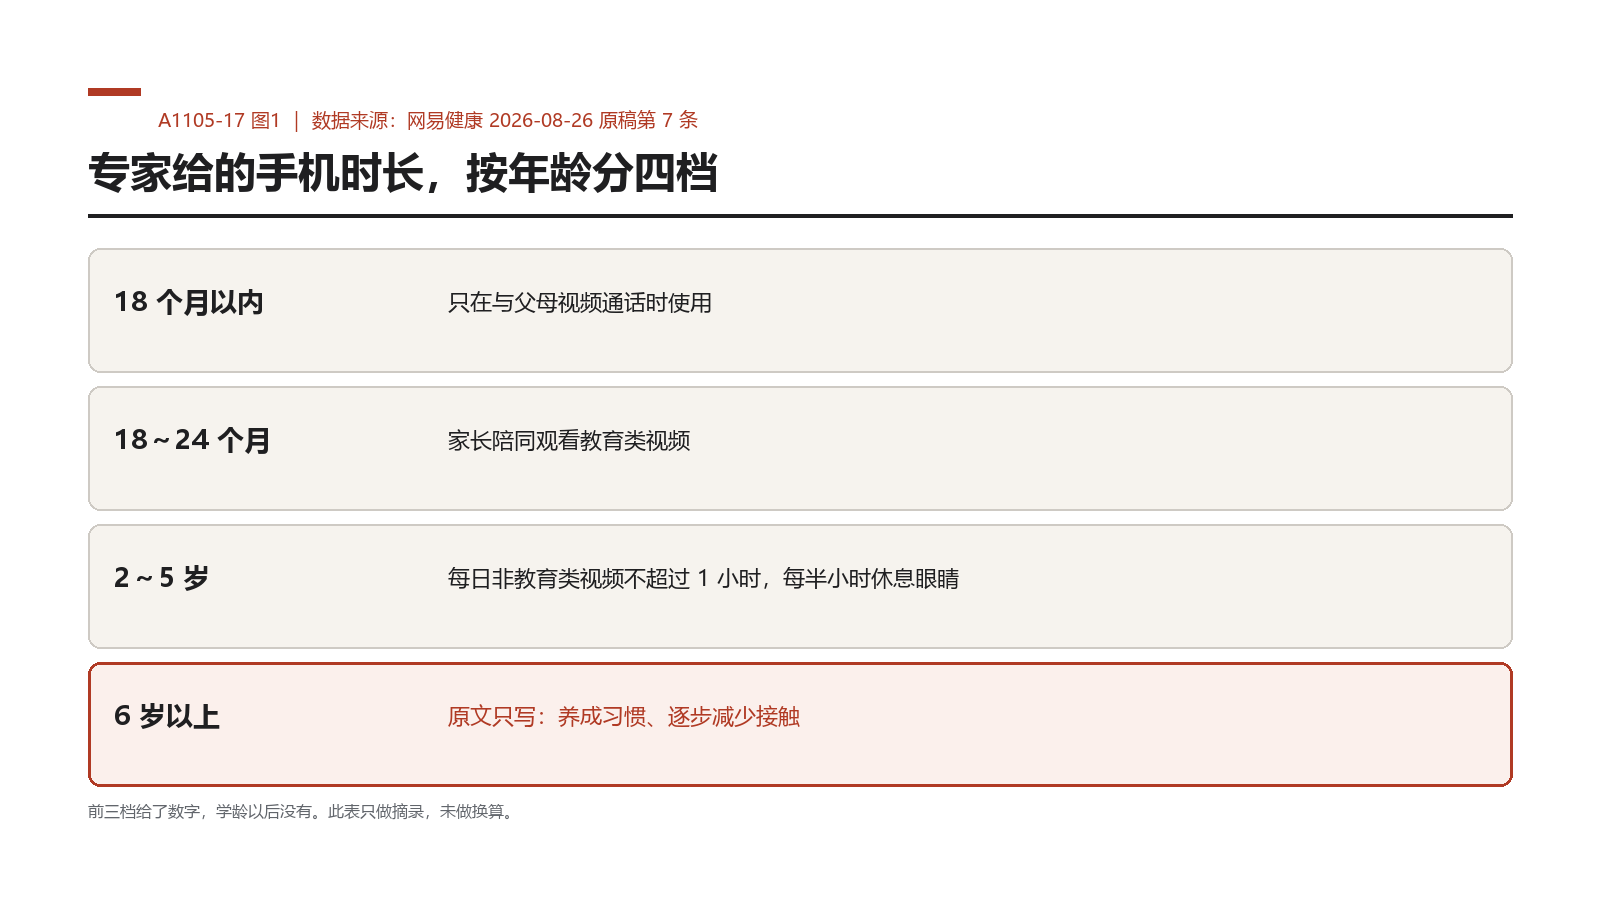 A1105-17 图1 ｜ 数据来源：网易健康 2026-08-26 原稿第 7 条
专家给的手机时长，按年龄分四档
18 个月以内
只在与父母视频通话时使用
18～24 个月
家长陪同观看教育类视频
2～5 岁
每日非教育类视频不超过 1 小时，每半小时休息眼睛
6 岁以上
原文只写：养成习惯、逐步减少接触
前三档给了数字，学龄以后没有。此表只做摘录，未做换算。